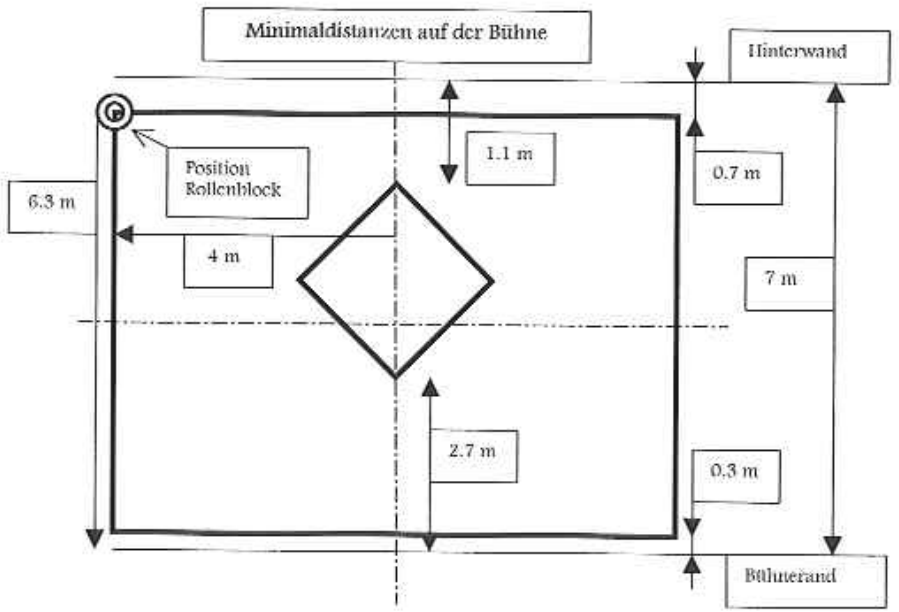 Minimaldistanzen auf der Bühne
Hinterwand
1.1 m
Position
Rollenblock
0.7 m
6.3 m
4 m
7 m
2.7 m
0.3 m
Bühnerand